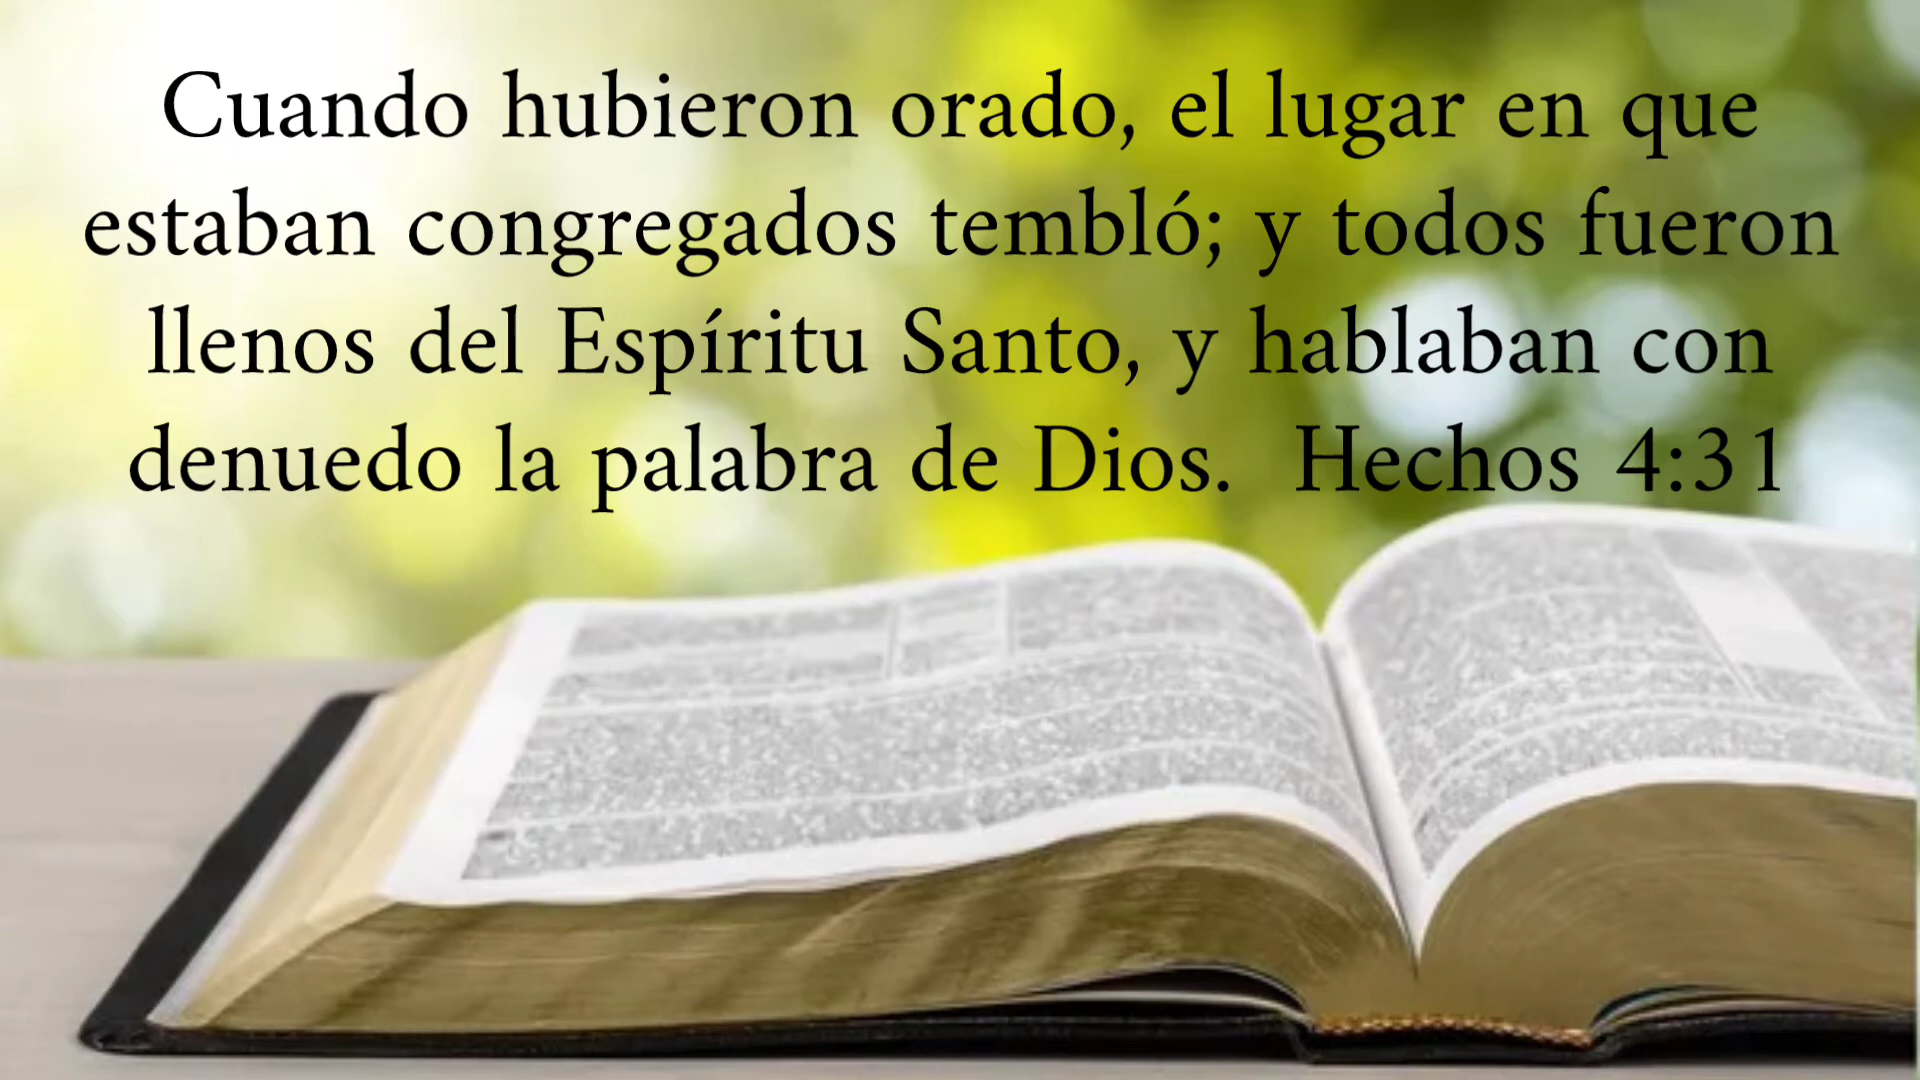 Cuando hubieron orado, el lugar en que
estaban congregados tembló; y todos fueron
llenos del Espíritu Santo, y hablaban con
denuedo la palabra de Dios.  Hechos 4:31